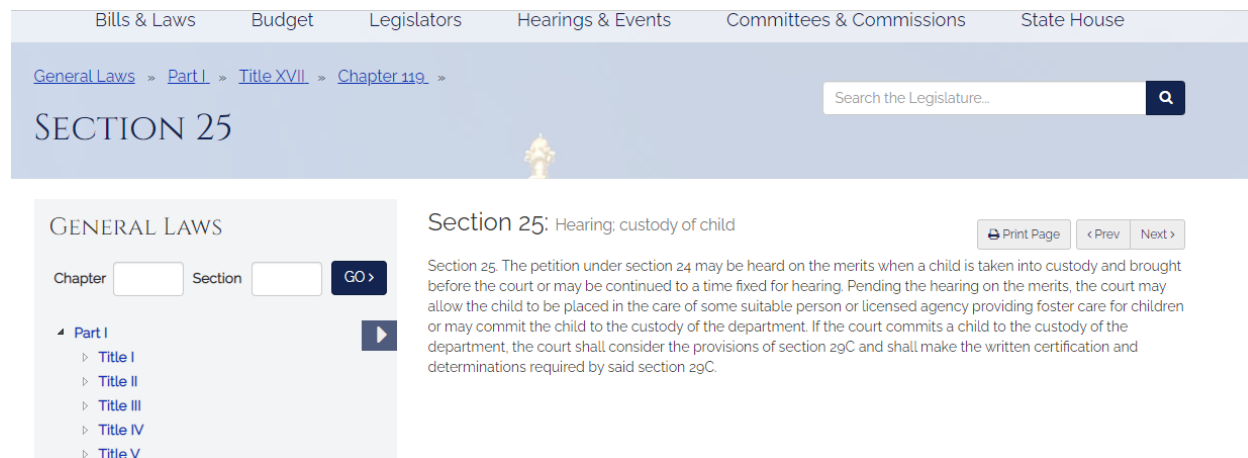 Bills & Laws Budget Legislators Hearings & Events Committees & Commissions State House
General Laws » Part I » Title XVII » Chapter 119 »
Search the Legislature...
SECTION 25
GENERAL LAWS
Chapter Section GO ›
Part I
Title I
Title II
Title III
Title IV
Title V
Section 25: Hearing; custody of child
Print Page ‹ Prev Next ›
Section 25. The petition under section 24 may be heard on the merits when a child is taken into custody and brought
before the court or may be continued to a time fixed for hearing. Pending the hearing on the merits, the court may
allow the child to be placed in the care of some suitable person or licensed agency providing foster care for children
or may commit the child to the custody of the department. If the court commits a child to the custody of the
department, the court shall consider the provisions of section 29C and shall make the written certification and
determinations required by said section 29C.